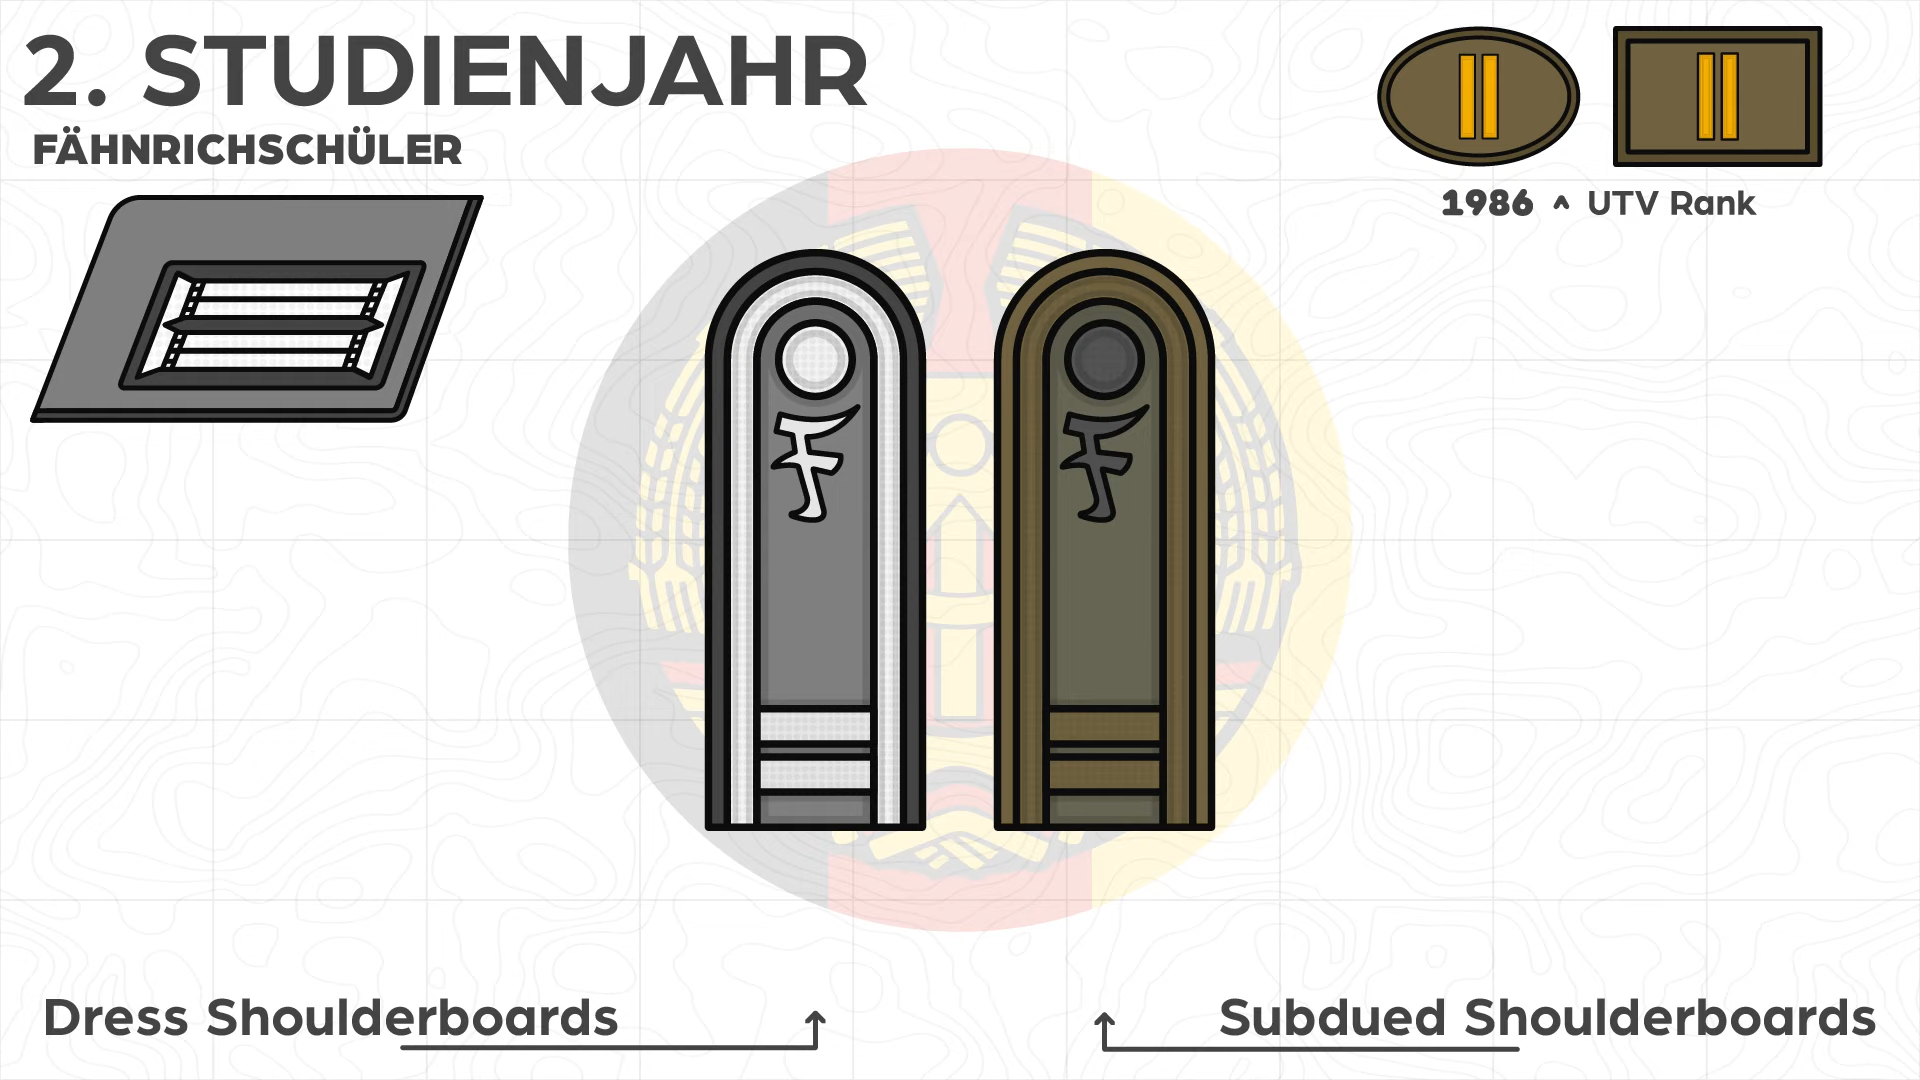 2. STUDIENJAHR
FÄHNRICHSCHÜLER
1986 ^ UTV Rank
F
F
Dress Shoulderboards
Subdued Shoulderboards